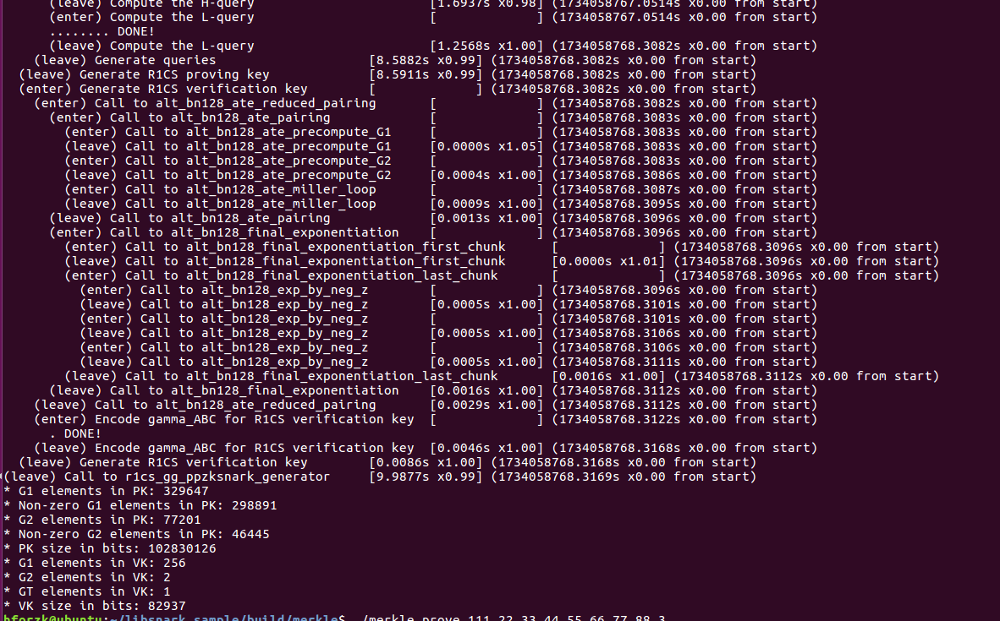 (leave) Compute the H-query [1.6937s x0.98] (1734058767.0514s x0.00 from start)
(enter) Compute the L-query [ ] (1734058767.0514s x0.00 from start)
........ DONE!
(leave) Compute the L-query [1.2568s x1.00] (1734058768.3082s x0.00 from start)
(leave) Generate queries [8.5882s x0.99] (1734058768.3082s x0.00 from start)
(leave) Generate R1CS proving key [8.5911s x0.99] (1734058768.3082s x0.00 from start)
(enter) Generate R1CS verification key [ ] (1734058768.3082s x0.00 from start)
(enter) Call to alt_bn128_ate_reduced_pairing [ ] (1734058768.3082s x0.00 from start)
(enter) Call to alt_bn128_ate_pairing [ ] (1734058768.3083s x0.00 from start)
(enter) Call to alt_bn128_ate_precompute_G1 [ ] (1734058768.3083s x0.00 from start)
(leave) Call to alt_bn128_ate_precompute_G1 [0.0000s x1.05] (1734058768.3083s x0.00 from start)
(enter) Call to alt_bn128_ate_precompute_G2 [ ] (1734058768.3083s x0.00 from start)
(leave) Call to alt_bn128_ate_precompute_G2 [0.0004s x1.00] (1734058768.3086s x0.00 from start)
(enter) Call to alt_bn128_ate_miller_loop [ ] (1734058768.3087s x0.00 from start)
(leave) Call to alt_bn128_ate_miller_loop [0.0009s x1.00] (1734058768.3095s x0.00 from start)
(leave) Call to alt_bn128_ate_pairing [0.0013s x1.00] (1734058768.3096s x0.00 from start)
(enter) Call to alt_bn128_final_exponentiation [ ] (1734058768.3096s x0.00 from start)
(enter) Call to alt_bn128_final_exponentiation_first_chunk [ ] (1734058768.3096s x0.00 from start)
(leave) Call to alt_bn128_final_exponentiation_first_chunk [0.0000s x1.01] (1734058768.3096s x0.00 from start)
(enter) Call to alt_bn128_final_exponentiation_last_chunk [ ] (1734058768.3096s x0.00 from start)
(enter) Call to alt_bn128_exp_by_neg_z [ ] (1734058768.3096s x0.00 from start)
(leave) Call to alt_bn128_exp_by_neg_z [0.0005s x1.00] (1734058768.3101s x0.00 from start)
(enter) Call to alt_bn128_exp_by_neg_z [ ] (1734058768.3101s x0.00 from start)
(leave) Call to alt_bn128_exp_by_neg_z [0.0005s x1.00] (1734058768.3106s x0.00 from start)
(enter) Call to alt_bn128_exp_by_neg_z [ ] (1734058768.3106s x0.00 from start)
(leave) Call to alt_bn128_exp_by_neg_z [0.0005s x1.00] (1734058768.3111s x0.00 from start)
(leave) Call to alt_bn128_final_exponentiation_last_chunk [0.0016s x1.00] (1734058768.3112s x0.00 from start)
(leave) Call to alt_bn128_final_exponentiation [0.0016s x1.00] (1734058768.3112s x0.00 from start)
(leave) Call to alt_bn128_ate_reduced_pairing [0.0029s x1.00] (1734058768.3112s x0.00 from start)
(enter) Encode gamma_ABC for R1CS verification key [ ] (1734058768.3122s x0.00 from start)
. DONE!
(leave) Encode gamma_ABC for R1CS verification key [0.0046s x1.00] (1734058768.3168s x0.00 from start)
(leave) Generate R1CS verification key [0.0086s x1.00] (1734058768.3168s x0.00 from start)
(leave) Call to r1cs_gg_ppzksnark_generator [9.9877s x0.99] (1734058768.3169s x0.00 from start)
* G1 elements in PK: 329647
* Non-zero G1 elements in PK: 298891
* G2 elements in PK: 77201
* Non-zero G2 elements in PK: 46445
* PK size in bits: 102830126
* G1 elements in VK: 256
* G2 elements in VK: 2
* GT elements in VK: 1
* VK size in bits: 82937
hforzk@ubuntu:~/libsnark_sample/build/merkle$ ./merkle prove 111 22 33 44 55 66 77 88 3